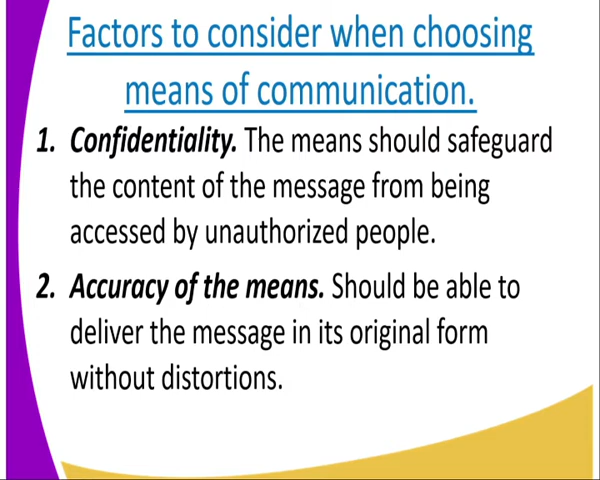 Factors to consider when choosing
means of communication.
1. Confidentiality. The means should safeguard
the content of the message from being
accessed by unauthorized people.
2. Accuracy of the means. Should be able to
deliver the message in its original form
without distortions.